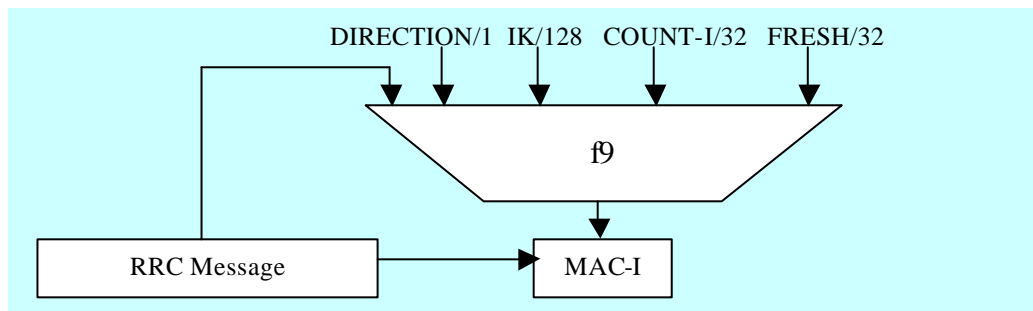 DIRECTION/1 IK/128 COUNT-I/32 FRESH/32
f9
RRC Message
MAC-I